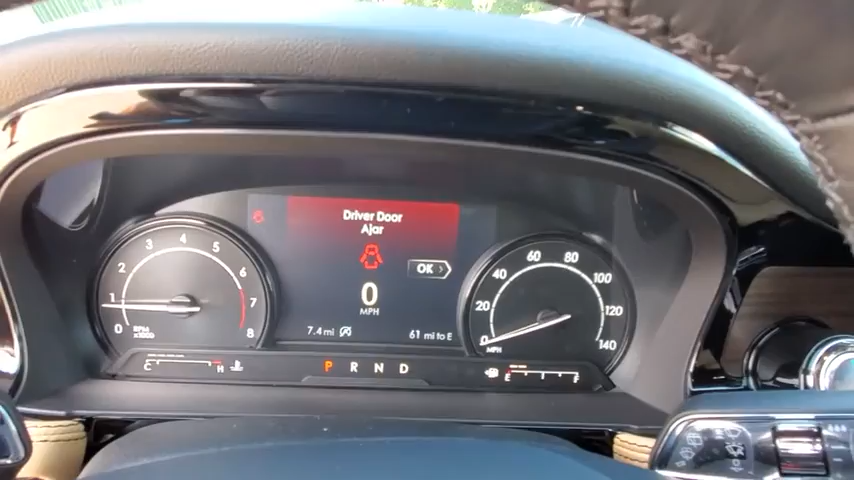 Driver Door
Ajar
OK
0
MPH
7.4 mi
61 mi to E
0 1 2 3 4 5 6 7 8
RPM
x1000
0 20 40 60 80 100 120 140
MPH
C H
P R N D
E F